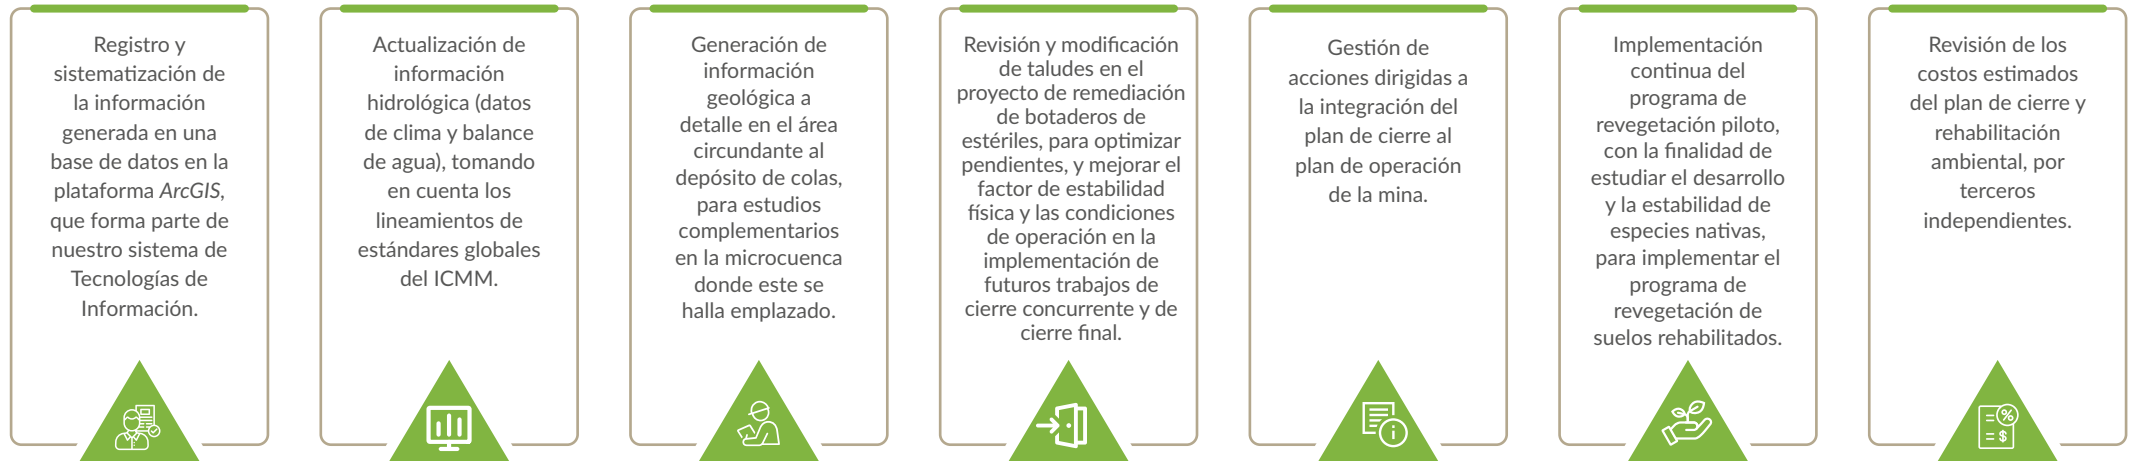 Registro y
sistematización de
la información
generada en una
base de datos en la
plataforma ArcGIS,
que forma parte de
nuestro sistema de
Tecnologías de
Información.
Actualización de
información
hidrológica (datos
de clima y balance
de agua), tomando
en cuenta los
lineamientos de
estándares globales
del ICMM.
Generación de
información
geológica a
detalle en el área
circundante al
depósito de colas,
para estudios
complementarios
en la microcuenca
donde este se
halla emplazado.
Revisión y modificación
de taludes en el
proyecto de remediación
de botaderos de
estériles, para optimizar
pendientes, y mejorar el
factor de estabilidad
física y las condiciones
de operación en la
implementación de
futuros trabajos de
cierre concurrente y de
cierre final.
Gestión de
acciones dirigidas a
la integración del
plan de cierre al
plan de operación
de la mina.
Implementación
continua del
programa de
revegetación piloto,
con la finalidad de
estudiar el desarrollo
y la estabilidad de
especies nativas,
para implementar el
programa de
revegetación de
suelos rehabilitados.
Revisión de los
costos estimados
del plan de cierre y
rehabilitación
ambiental, por
terceros
independientes.